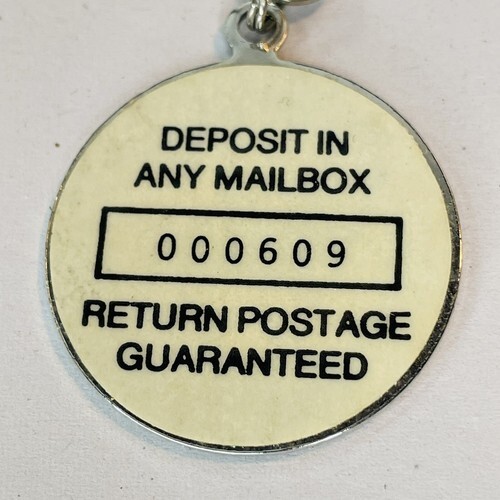 DEPOSIT IN
ANY MAILBOX
000609
RETURN POSTAGE
GUARANTEED